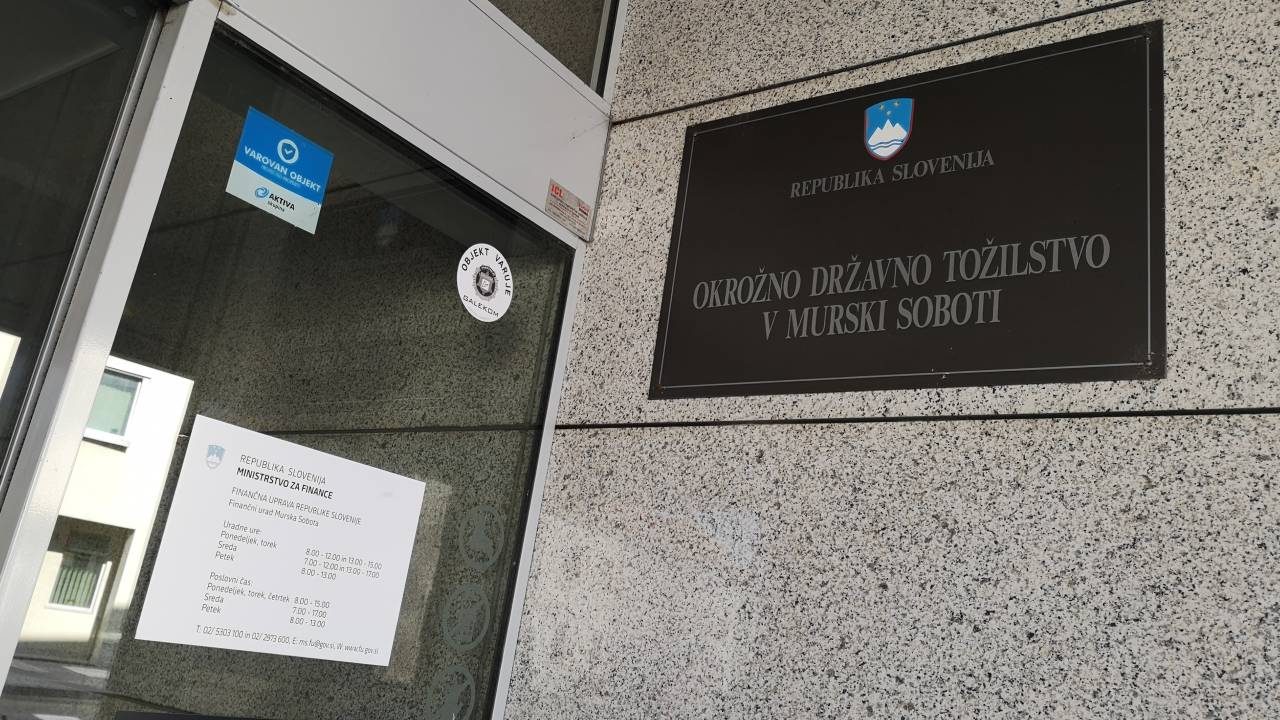 VAROVAN OBJEKT
AKTIVA
skupina
OBJEKT VARUJE
GALEKOM
LCL
REPUBLIKA SLOVENIJA
OKROŽNO DRŽAVNO TOŽILSTVO
V MURSKI SOBOTI
REPUBLIKA SLOVENIJA
MINISTRSTVO ZA FINANCE
FINANČNA UPRAVA REPUBLIKE SLOVENIJE
Finančni urad Murska Sobota
Uradne ure:
Ponedeljek, torek 8.00 - 12.00 in 13.00 - 15.00
Sreda 7.00 - 12.00 in 13.00 - 17.00
Petek 8.00 - 13.00
Poslovni čas:
Ponedeljek, torek, četrtek 8.00 - 15.00
Sreda 7.00 - 17.00
Petek 8.00 - 13.00
T: 02/ 5303 100 in 02/ 2973 600, E: ms.fu@gov.si, W: www.fu.gov.si